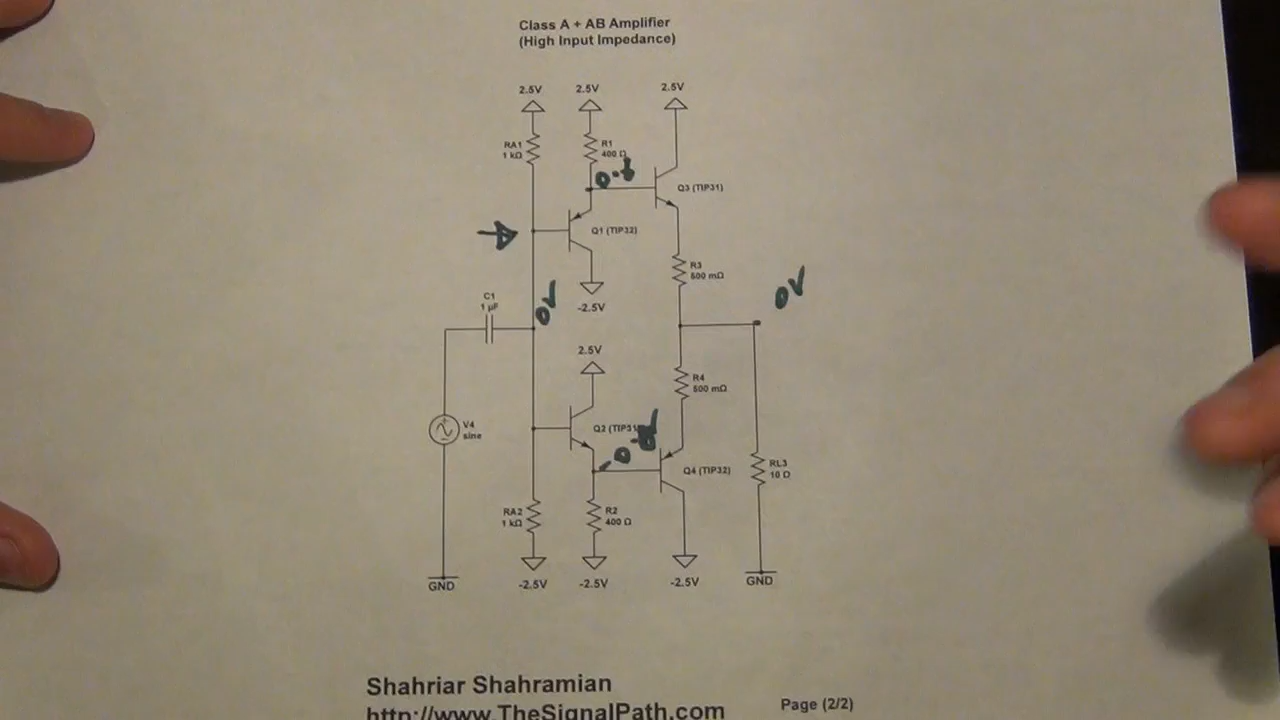 Class A + AB Amplifier
(High Input Impedance)
2.5V 2.5V 2.5V
RA1
1 kΩ
R1
400 Ω
Q3 (TIP31)
Q1 (TIP32)
R3
500 mΩ
0V
0V
C1
1 µF
-2.5V
2.5V
R4
500 mΩ
V4
sine
Q2 (TIP31
Q4 (TIP32)
RL3
10 Ω
RA2
1 kΩ
R2
400 Ω
GND -2.5V -2.5V -2.5V GND
Shahriar Shahramian
http://www.TheSignalPath.com
Page (2/2)